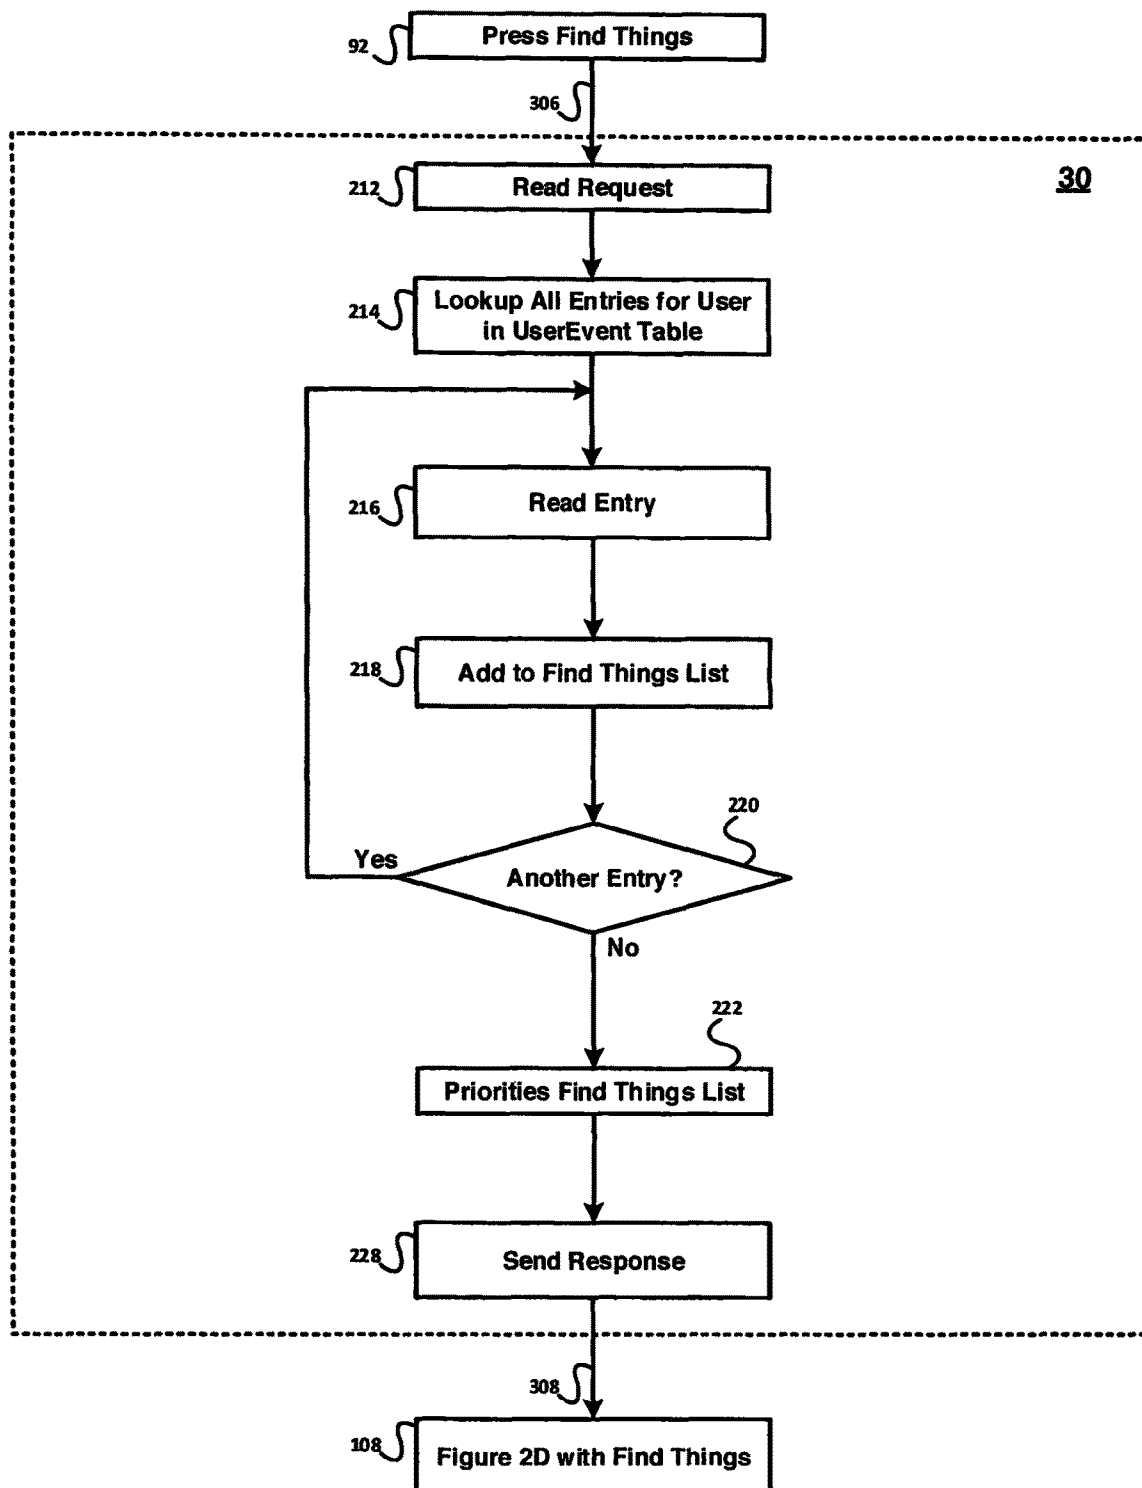 Press Find Things
92
306
30
212
Read Request
214
Lookup All Entries for User
in UserEvent Table
216
Read Entry
218
Add to Find Things List
220
Yes
Another Entry?
No
222
Priorities Find Things List
228
Send Response
308
108
Figure 2D with Find Things